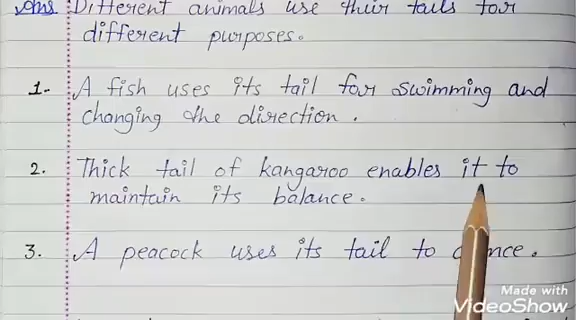 Ans Different animals use their tails for
different purposes.
1. A fish uses its tail for swimming and
changing the direction.
2. Thick tail of kangaroo enables it to
maintain its balance.
3. A peacock uses its tail to
Made with
VideoShow